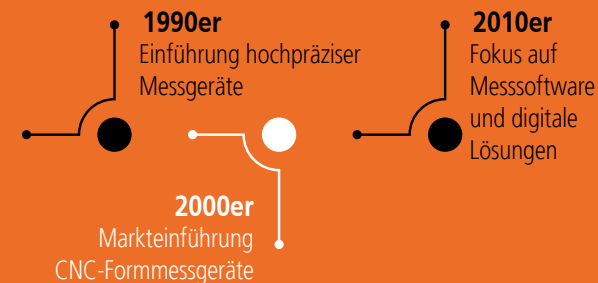 1990er
Einführung hochpräziser
Messgeräte
2000er
Markteinführung
CNC-Formmessgeräte
2010er
Fokus auf
Messsoftware
und digitale
Lösungen